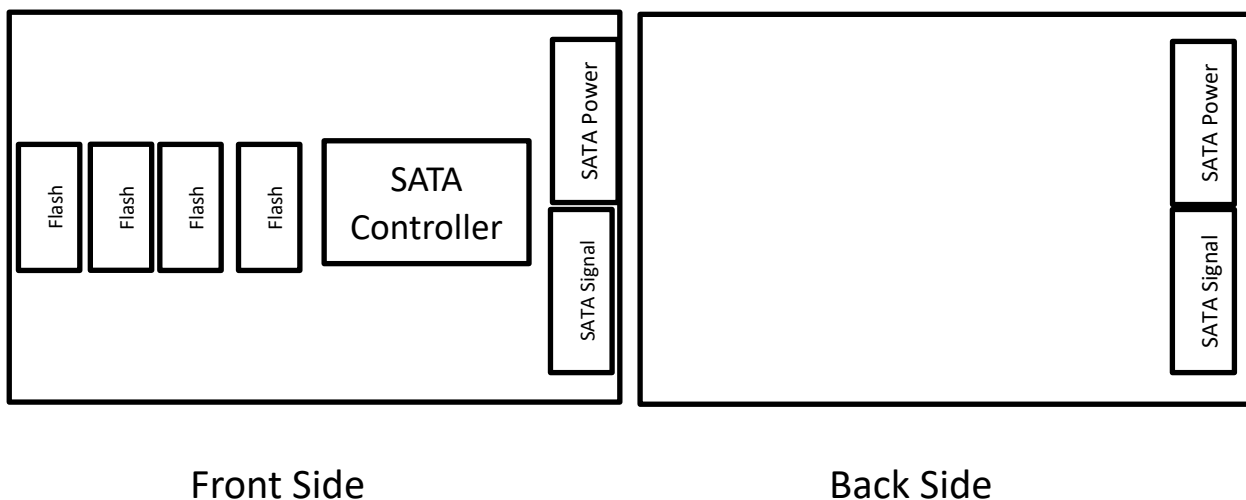 Flash
Flash
Flash
Flash
SATA
Controller
SATA Power
SATA Signal
SATA Power
SATA Signal
Front Side
Back Side